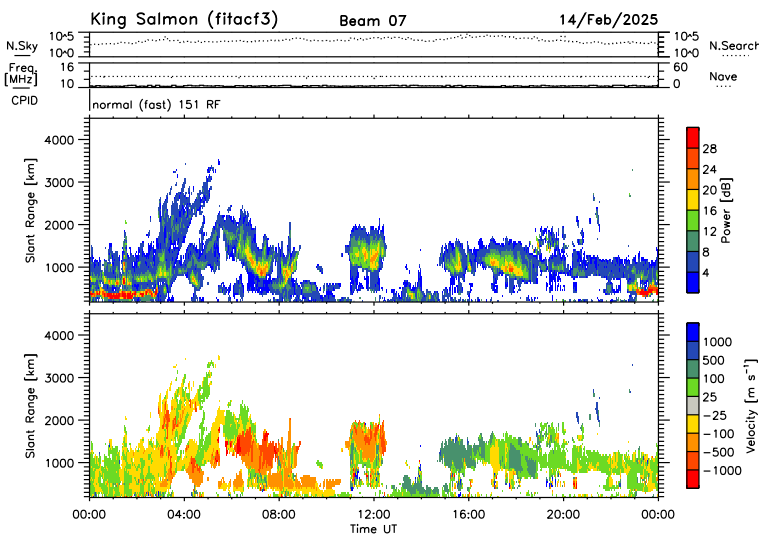 King Salmon (fitacf3) Beam 07 14/Feb/2025
N.Sky 10^5 10^0 10^5 10^0 N.Search
Freq. [MHz] 16 10 60 0 Nave
CPID normal (fast) 151 RF
Slant Range [km] 4000 3000 2000 1000
28 24 20 16 12 8 4 Power [dB]
Slant Range [km] 4000 3000 2000 1000
1000 500 100 25 −25 −100 −500 −1000 Velocity [m s⁻¹]
00:00 04:00 08:00 12:00 16:00 20:00 00:00
Time UT